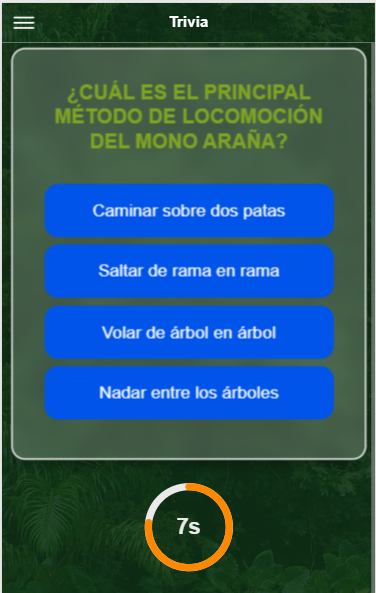 Trivia
¿CUÁL ES EL PRINCIPAL
MÉTODO DE LOCOMOCIÓN
DEL MONO ARAÑA?
Caminar sobre dos patas
Saltar de rama en rama
Volar de árbol en árbol
Nadar entre los árboles
7s